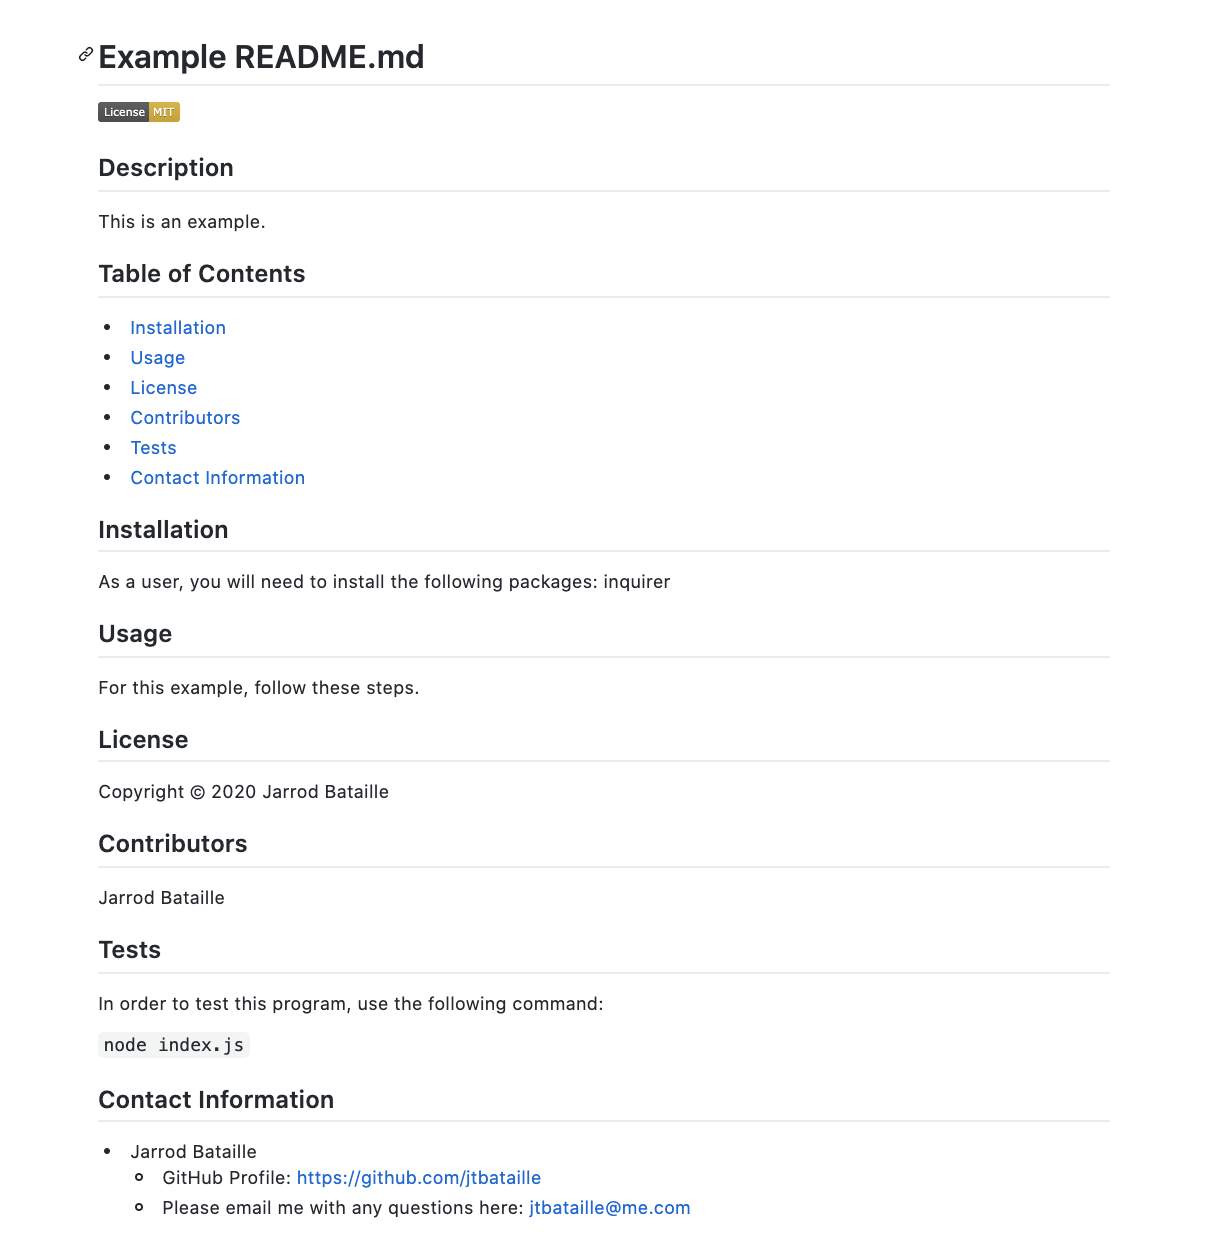 Example README.md
License MIT
Description
This is an example.
Table of Contents
Installation
Usage
License
Contributors
Tests
Contact Information
Installation
As a user, you will need to install the following packages: inquirer
Usage
For this example, follow these steps.
License
Copyright © 2020 Jarrod Bataille
Contributors
Jarrod Bataille
Tests
In order to test this program, use the following command:
node index.js
Contact Information
Jarrod Bataille
GitHub Profile: https://github.com/jtbataille
Please email me with any questions here: jtbataille@me.com